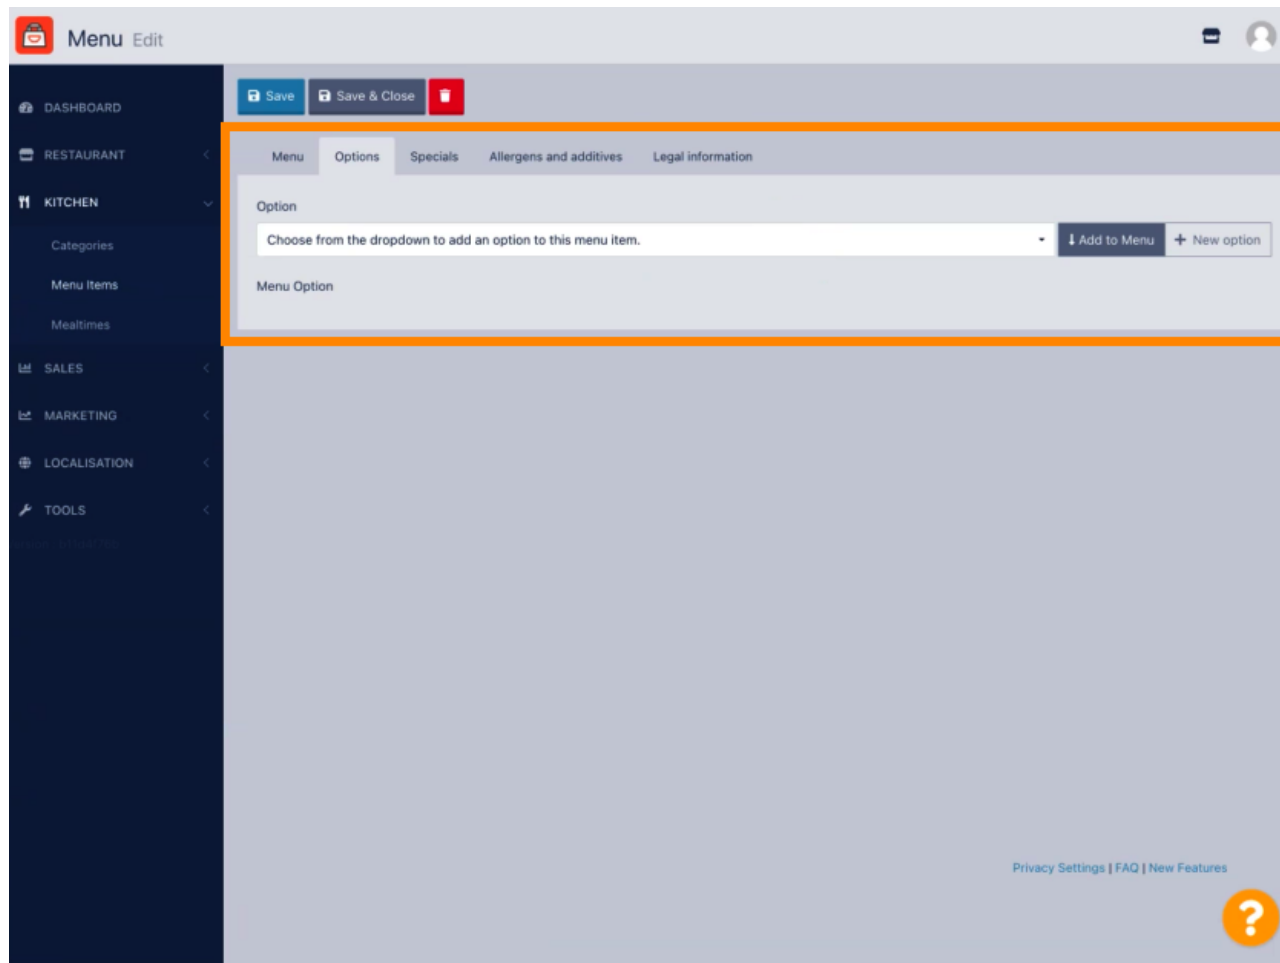 Menu Edit
DASHBOARD
RESTAURANT
KITCHEN
Categories
Menu Items
Mealtimes
SALES
MARKETING
LOCALISATION
TOOLS
Save
Save & Close
Menu
Options
Specials
Allergens and additives
Legal information
Option
Choose from the dropdown to add an option to this menu item.
Add to Menu
+ New option
Menu Option
Privacy Settings | FAQ | New Features
?